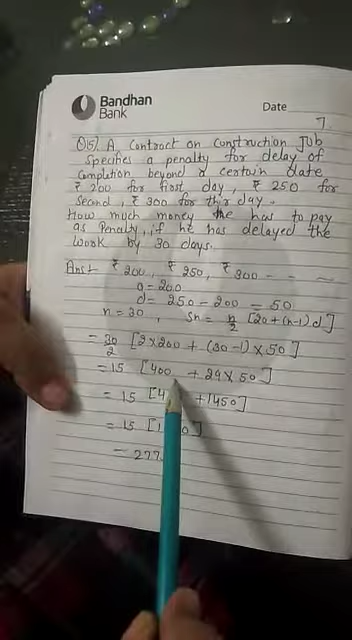 Bandhan
Bank
Date
7
Q15) A Contract on Construction Job
Specifies a penalty for delay of
Completion beyond a certain date
₹ 200 for first day, ₹ 250 for
second, ₹ 300 for third day.
How much money he has to pay
as Penalty, if he has delayed the
work by 30 days.
Ans↑ ₹200, ₹250, ₹300 - -
a = 200
d = 250 - 200 = 50
n = 30, Sn = n/2 [2a + (n-1) d]
= 30/2 [2 × 200 + (30-1) × 50]
= 15 [400 + 29 × 50]
= 15 [4 + 1450]
= 15 [1 0]
= 277